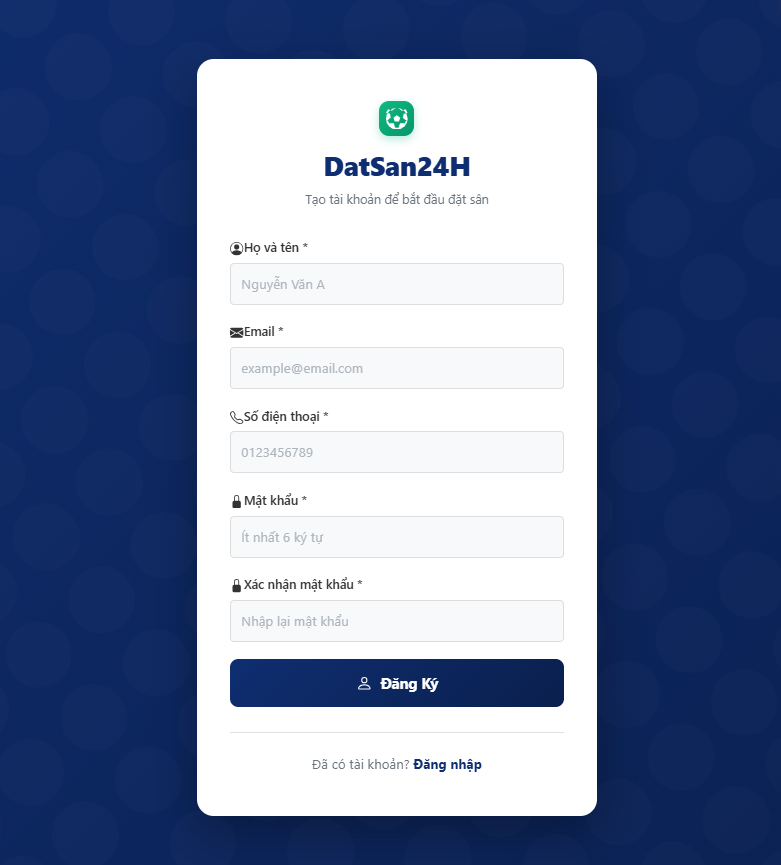 DatSan24H
Tạo tài khoản để bắt đầu đặt sân
Họ và tên *
Nguyễn Văn A
Email *
example@email.com
Số điện thoại *
0123456789
Mật khẩu *
Ít nhất 6 ký tự
Xác nhận mật khẩu *
Nhập lại mật khẩu
Đăng Ký
Đã có tài khoản? Đăng nhập